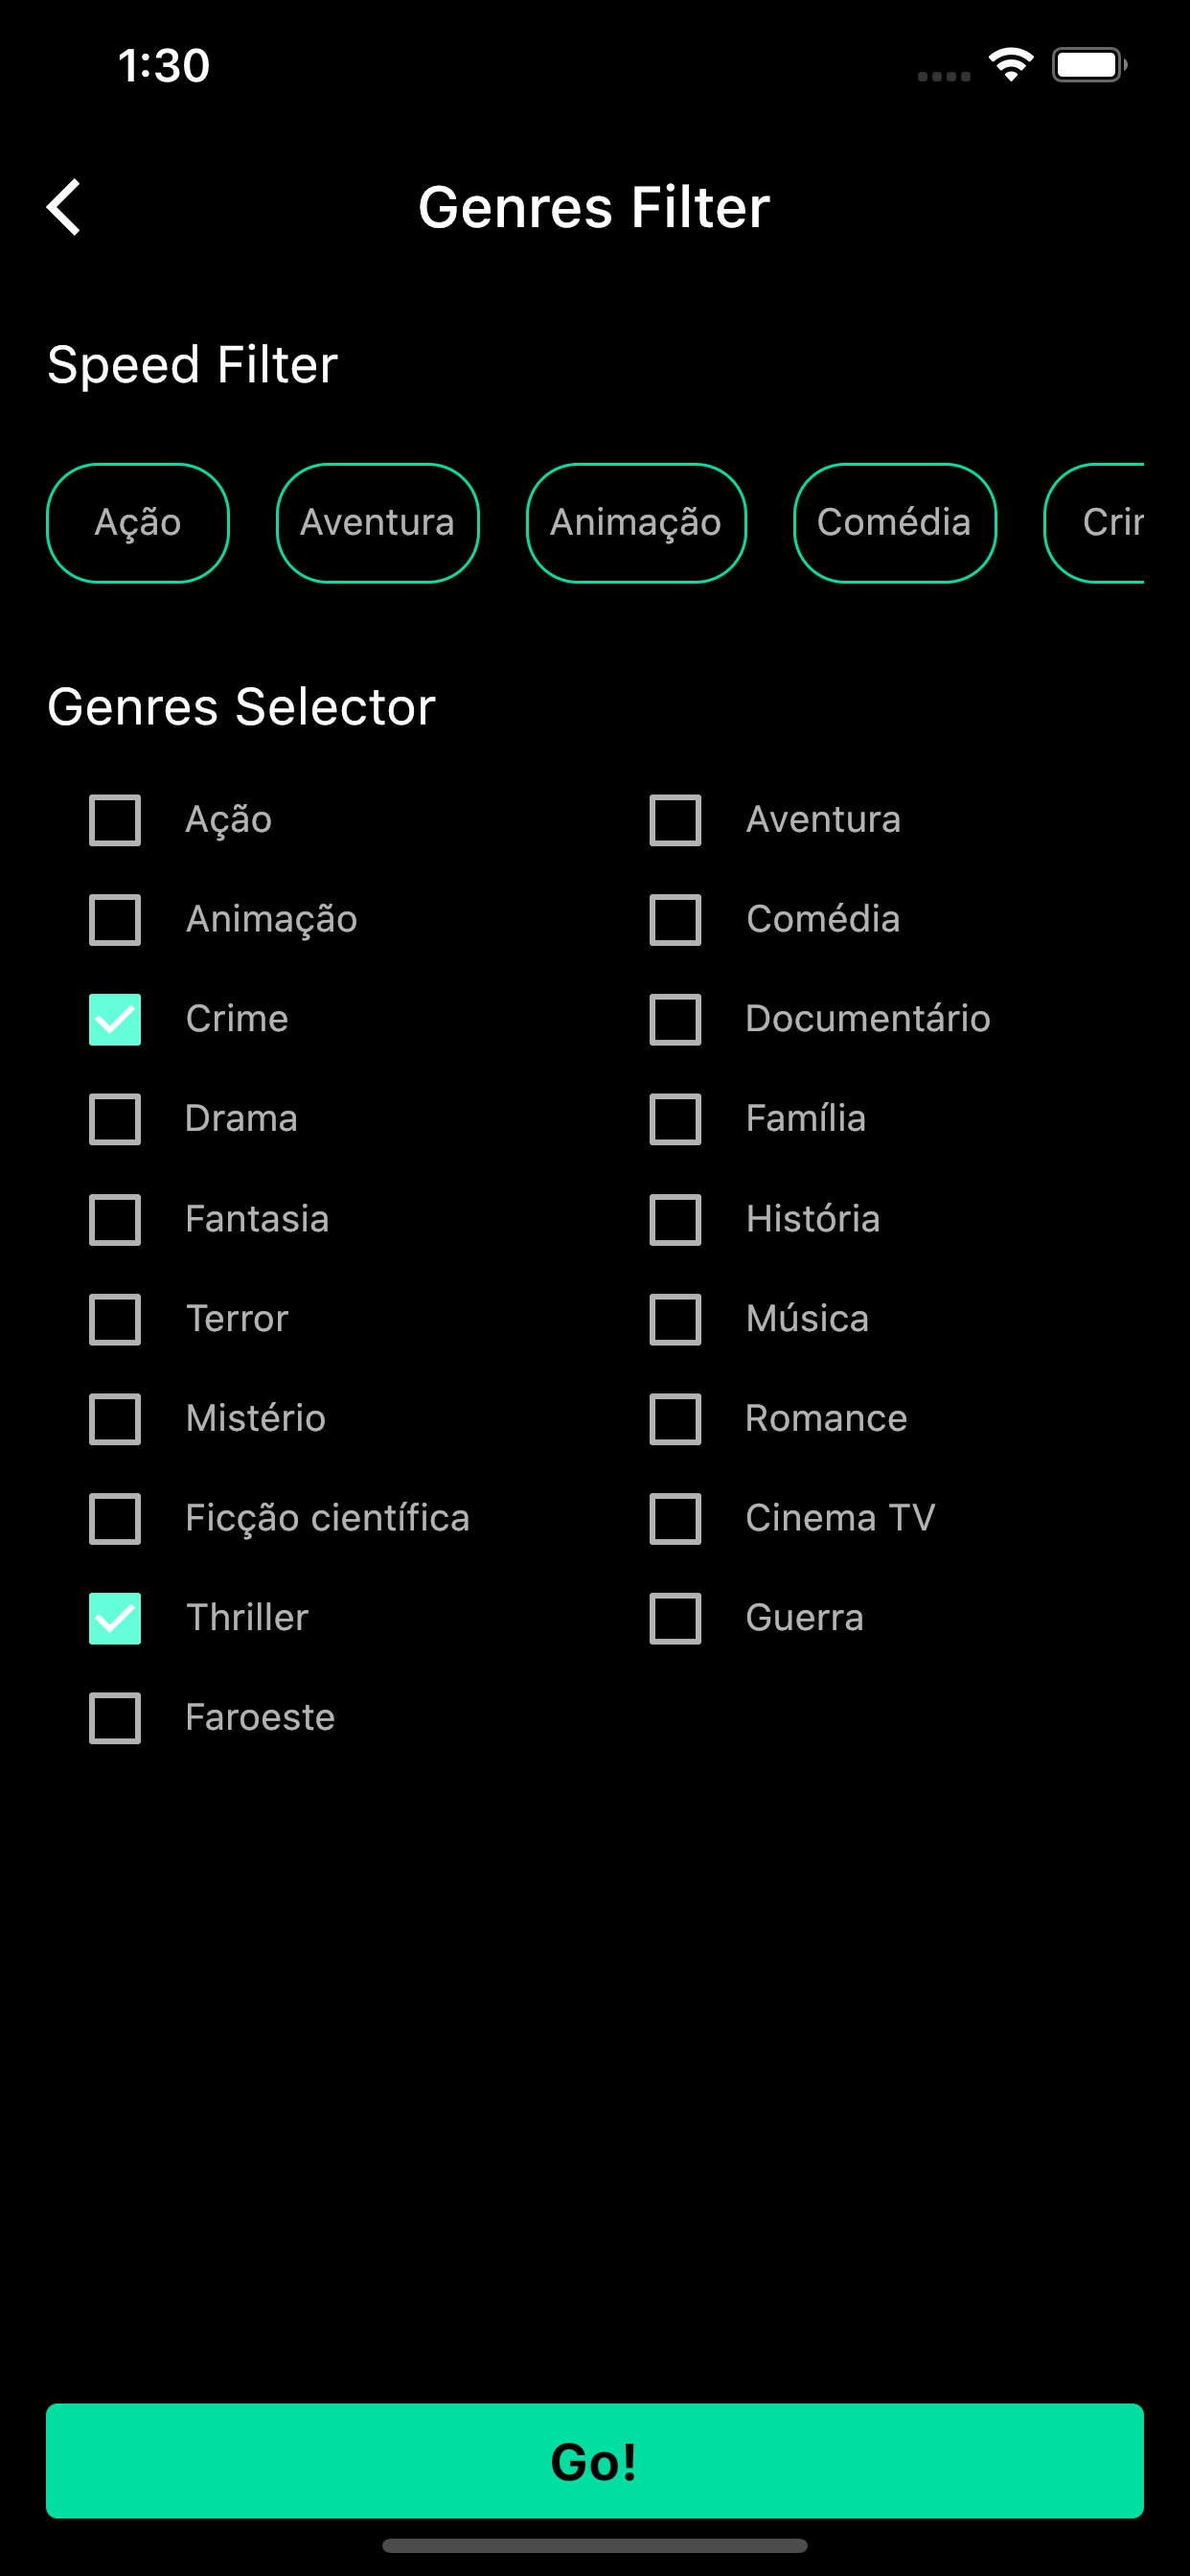 1:30
Genres Filter
Speed Filter
Ação Aventura Animação Comédia
Genres Selector
Ação Aventura
Animação Comédia
Crime Documentário
Drama Família
Fantasia História
Terror Música
Mistério Romance
Ficção científica Cinema TV
Thriller Guerra
Faroeste
Go!